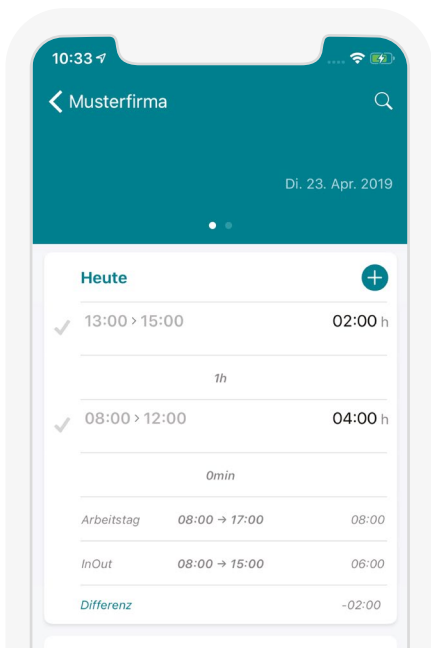 10:33
Musterfirma
Di. 23. Apr. 2019
Heute
13:00 > 15:00 02:00 h
1h
08:00 > 12:00 04:00 h
0min
Arbeitstag 08:00 → 17:00 08:00
InOut 08:00 → 15:00 06:00
Differenz -02:00